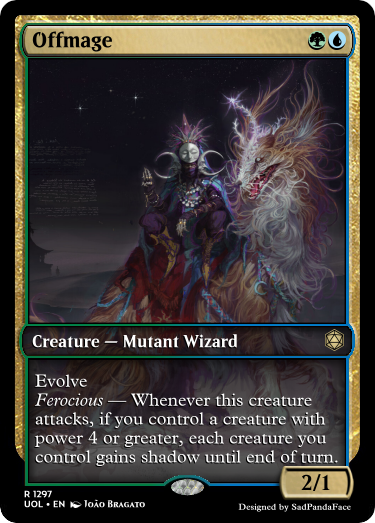 Offmage
Creature — Mutant Wizard
Evolve
Ferocious — Whenever this creature
attacks, if you control a creature with
power 4 or greater, each creature you
control gains shadow until end of turn.
2/1
R 1297
UOL • EN João Bragato
Designed by SadPandaFace